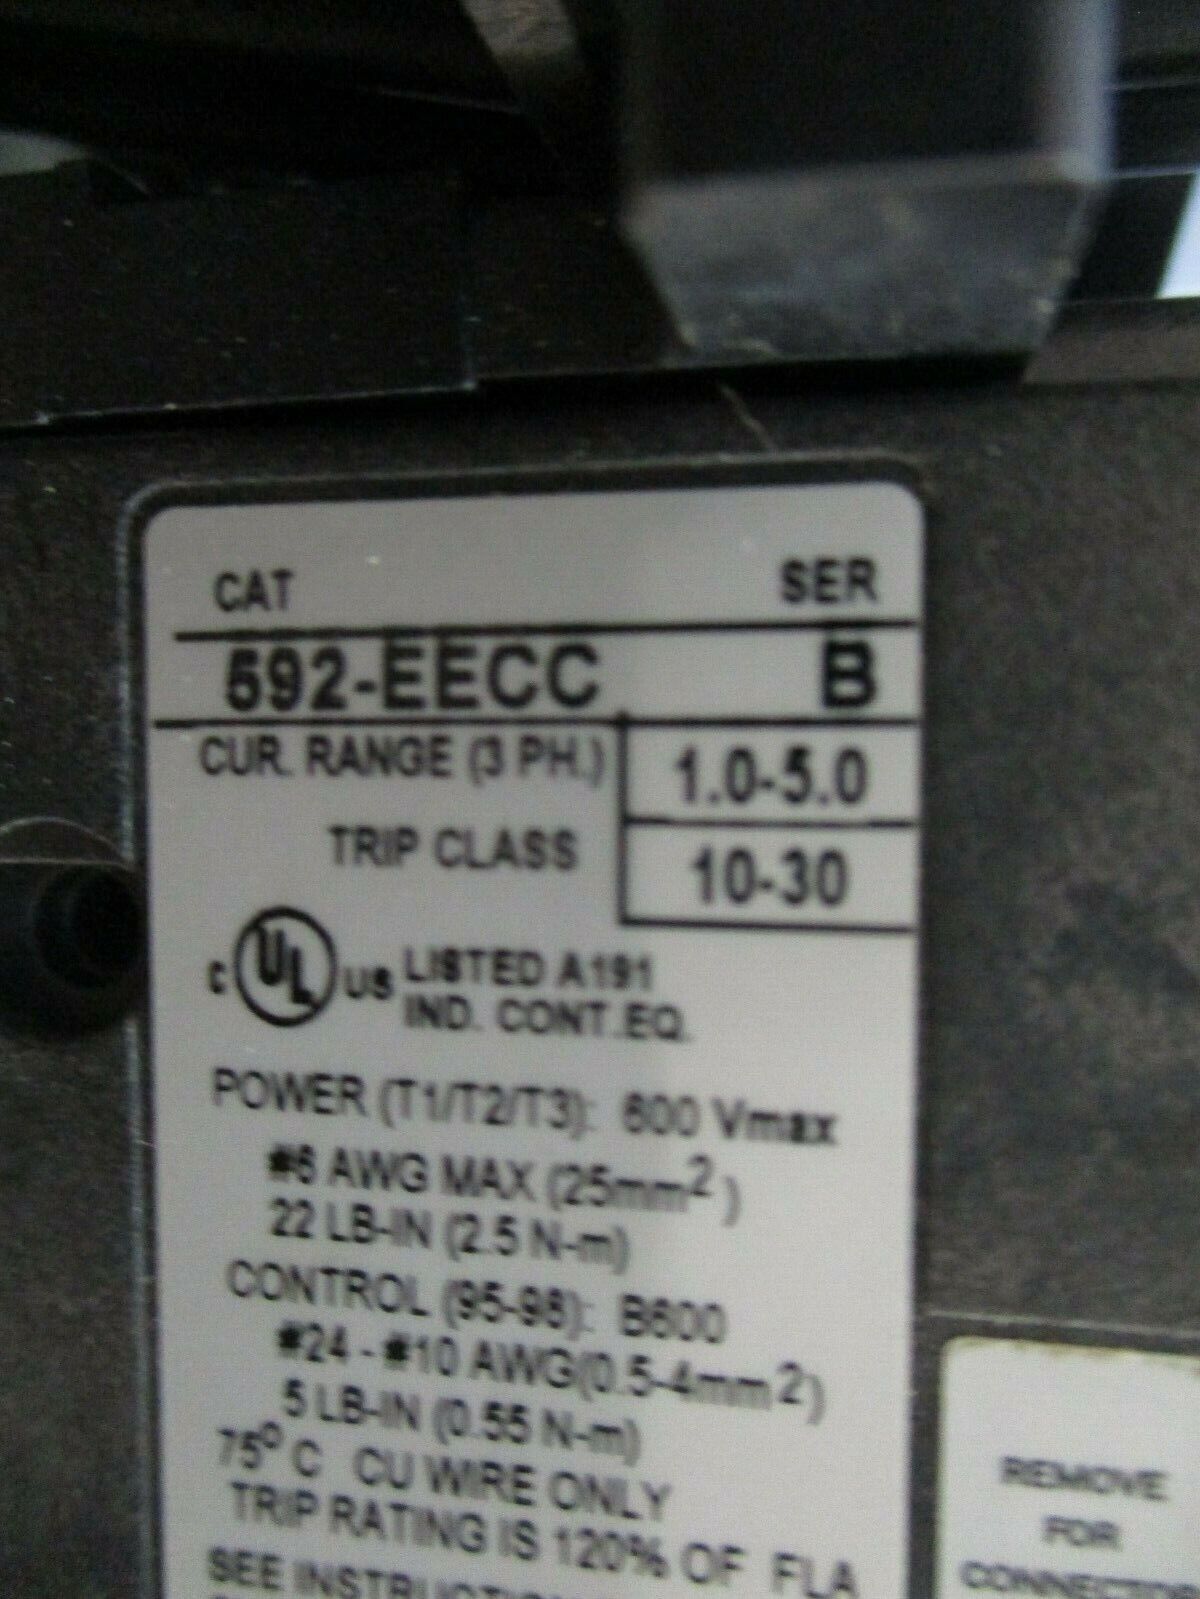 CAT SER
592-EECC B
CUR. RANGE (3 PH.) 1.0-5.0
TRIP CLASS 10-30
C UL US LISTED A191
IND. CONT.EQ.
POWER (T1/T2/T3): 600 Vmax
#6 AWG MAX (25mm²)
22 LB-IN (2.5 N-m)
CONTROL (95-98): B600
#24 - #10 AWG(0.5-4mm²)
5 LB-IN (0.55 N-m)
75° C CU WIRE ONLY
TRIP RATING IS 120% OF FLA
SEE
REMOVE
FOR